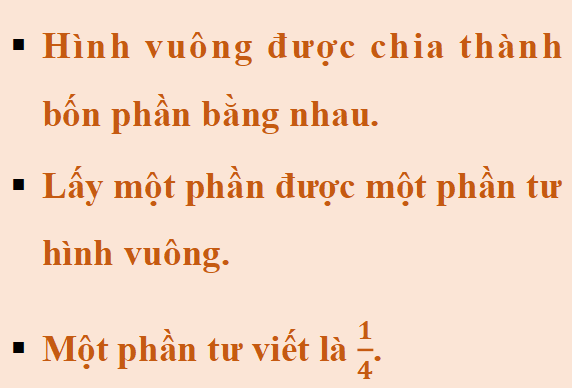 ▪ Hình vuông được chia thành
bốn phần bằng nhau.
▪ Lấy một phần được một phần tư
hình vuông.
▪ Một phần tư viết là 1/4.